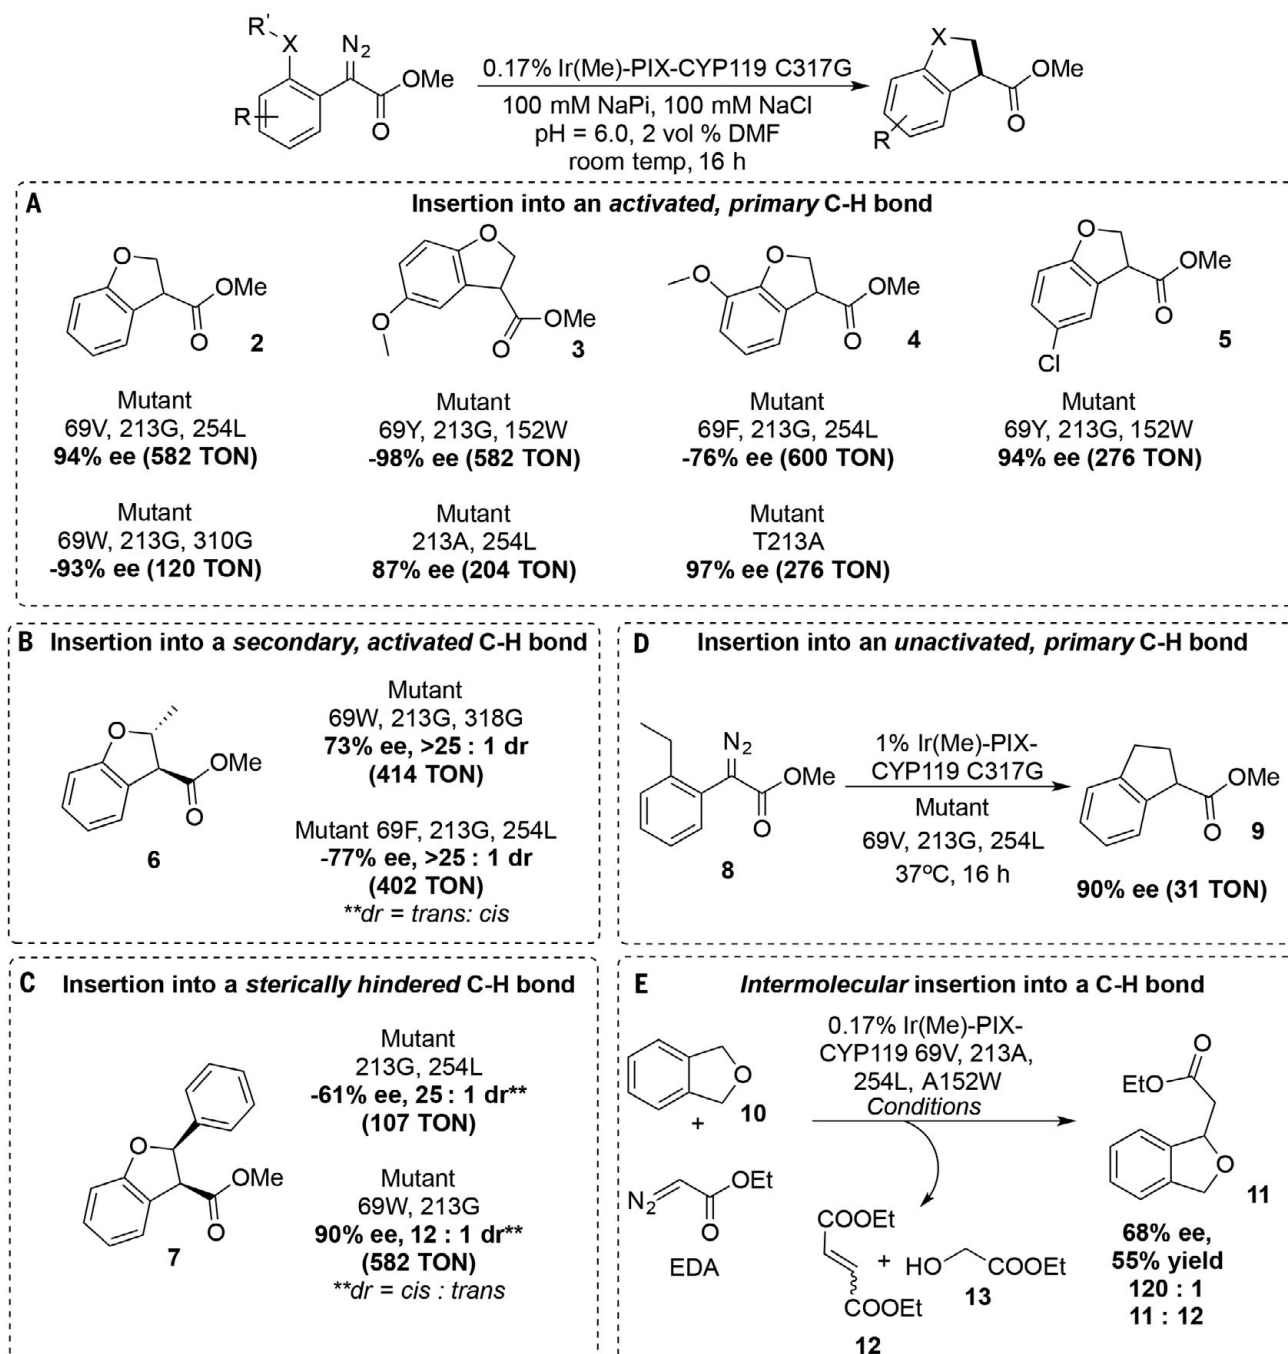 R'
X
N2
OMe
O
R
0.17% Ir(Me)-PIX-CYP119 C317G
100 mM NaPi, 100 mM NaCl
pH = 6.0, 2 vol % DMF
room temp, 16 h
X
OMe
O
R
A
Insertion into an activated, primary C-H bond
O
OMe
O
2
Mutant
69V, 213G, 254L
94% ee (582 TON)
Mutant
69W, 213G, 310G
-93% ee (120 TON)
O
O
OMe
O
3
Mutant
69Y, 213G, 152W
-98% ee (582 TON)
Mutant
213A, 254L
87% ee (204 TON)
O
O
OMe
O
4
Mutant
69F, 213G, 254L
-76% ee (600 TON)
Mutant
T213A
97% ee (276 TON)
O
OMe
O
Cl
5
Mutant
69Y, 213G, 152W
94% ee (276 TON)
B Insertion into a secondary, activated C-H bond
O
OMe
O
6
Mutant
69W, 213G, 318G
73% ee, >25 : 1 dr
(414 TON)
Mutant 69F, 213G, 254L
-77% ee, >25 : 1 dr
(402 TON)
**dr = trans: cis
D Insertion into an unactivated, primary C-H bond
N2
OMe
O
8
1% Ir(Me)-PIX-
CYP119 C317G
Mutant
69V, 213G, 254L
37ºC, 16 h
OMe
O
9
90% ee (31 TON)
C Insertion into a sterically hindered C-H bond
O
OMe
O
7
Mutant
213G, 254L
-61% ee, 25 : 1 dr**
(107 TON)
Mutant
69W, 213G
90% ee, 12 : 1 dr**
(582 TON)
**dr = cis : trans
E Intermolecular insertion into a C-H bond
O
10
+
N2
OEt
O
EDA
0.17% Ir(Me)-PIX-
CYP119 69V, 213A,
254L, A152W
Conditions
COOEt
COOEt
12
+
HO
COOEt
13
O
EtO
O
11
68% ee,
55% yield
120 : 1
11 : 12